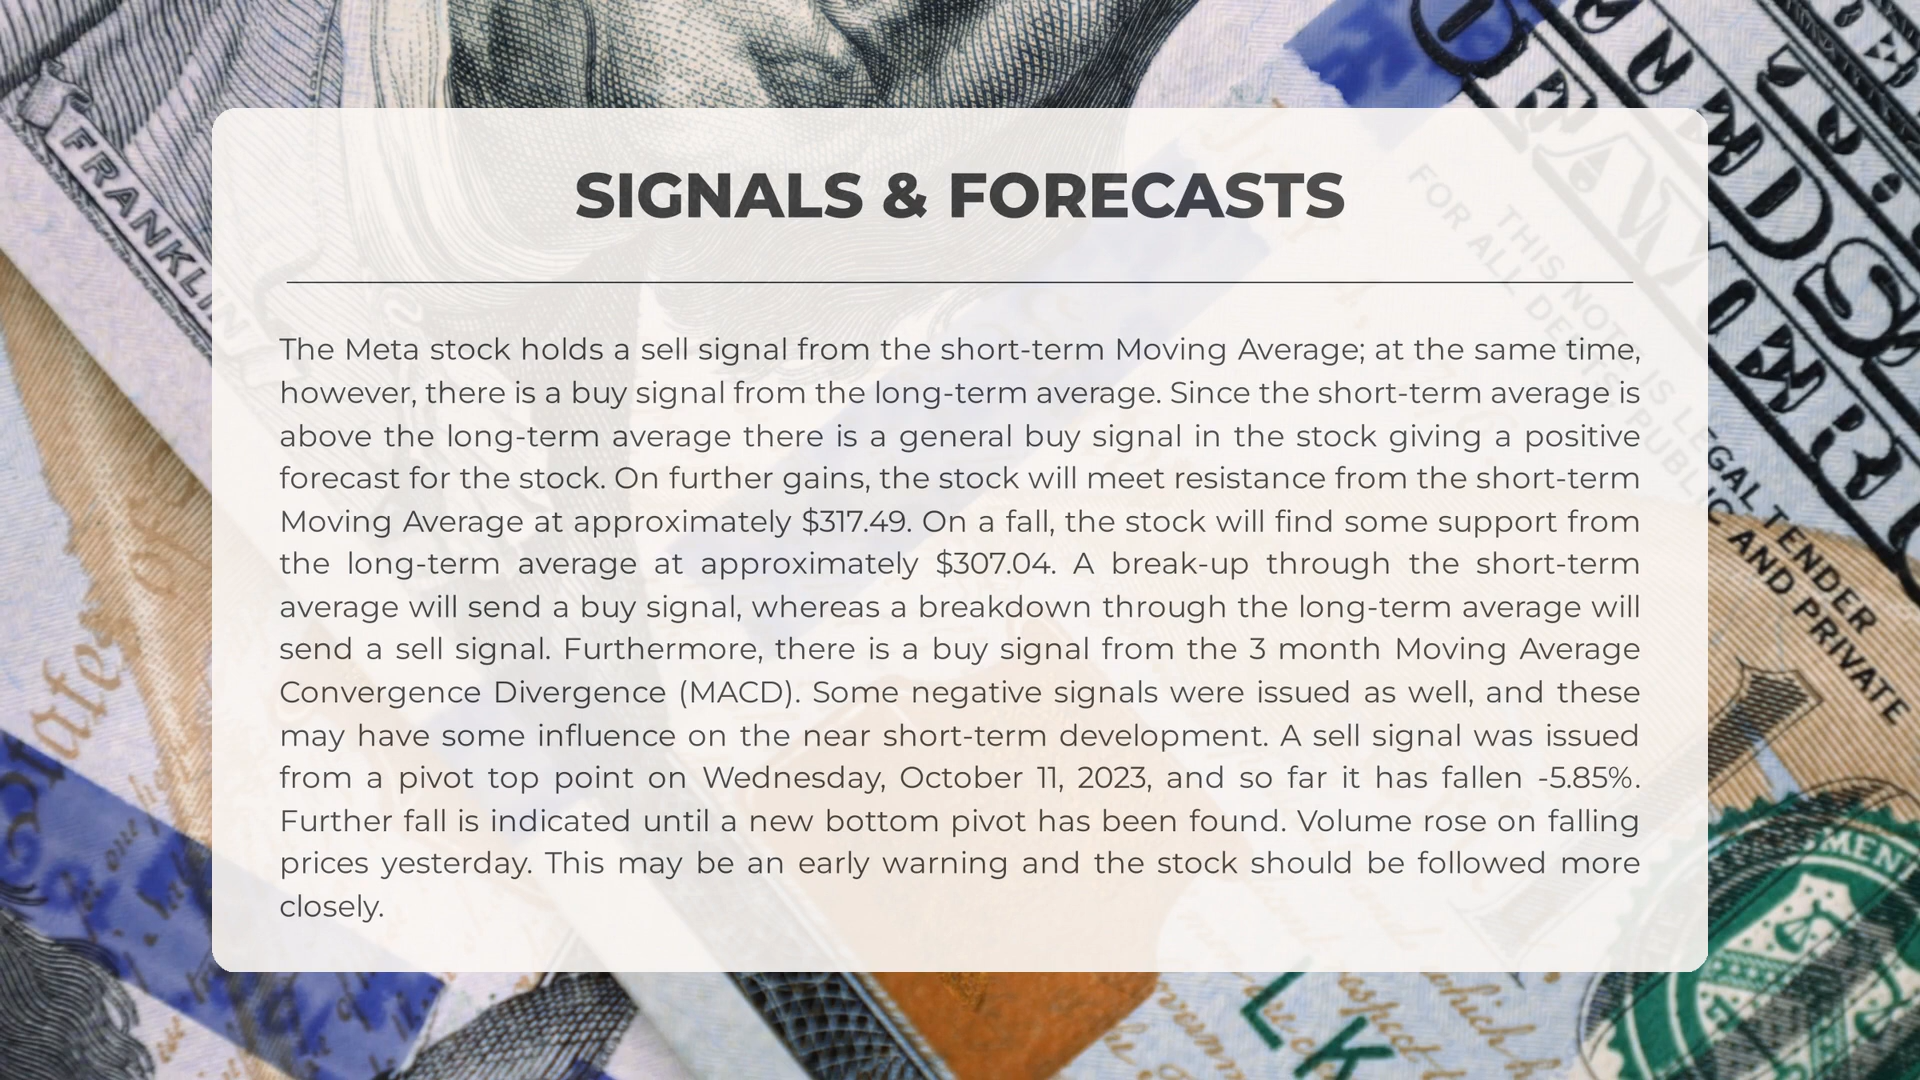 FRANKLIN
SIGNALS & FORECASTS
The Meta stock holds a sell signal from the short-term Moving Average; at the same time,
however, there is a buy signal from the long-term average. Since the short-term average is
above the long-term average there is a general buy signal in the stock giving a positive
forecast for the stock. On further gains, the stock will meet resistance from the short-term
Moving Average at approximately $317.49. On a fall, the stock will find some support from
the long-term average at approximately $307.04. A break-up through the short-term
average will send a buy signal, whereas a breakdown through the long-term average will
send a sell signal. Furthermore, there is a buy signal from the 3 month Moving Average
Convergence Divergence (MACD). Some negative signals were issued as well, and these
may have some influence on the near short-term development. A sell signal was issued
from a pivot top point on Wednesday, October 11, 2023, and so far it has fallen -5.85%.
Further fall is indicated until a new bottom pivot has been found. Volume rose on falling
prices yesterday. This may be an early warning and the stock should be followed more
closely.
THIS NOTE IS LEGAL TENDER
FOR ALL DEBTS, PUBLIC AND PRIVATE